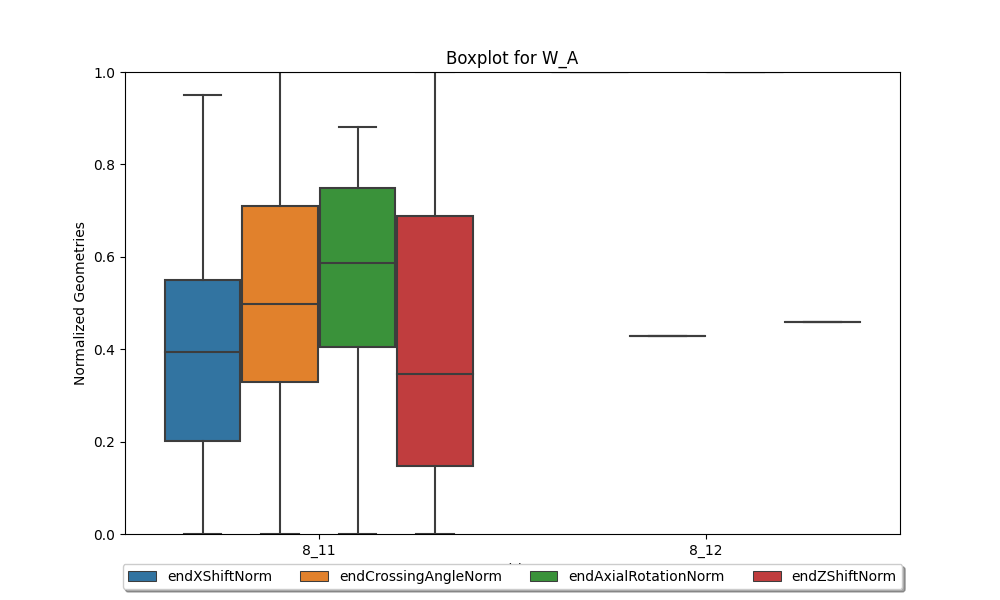 Boxplot for W_A
Normalized Geometries
1.0
0.8
0.6
0.4
0.2
0.0
8_11 8_12
endXShiftNorm endCrossingAngleNorm endAxialRotationNorm endZShiftNorm